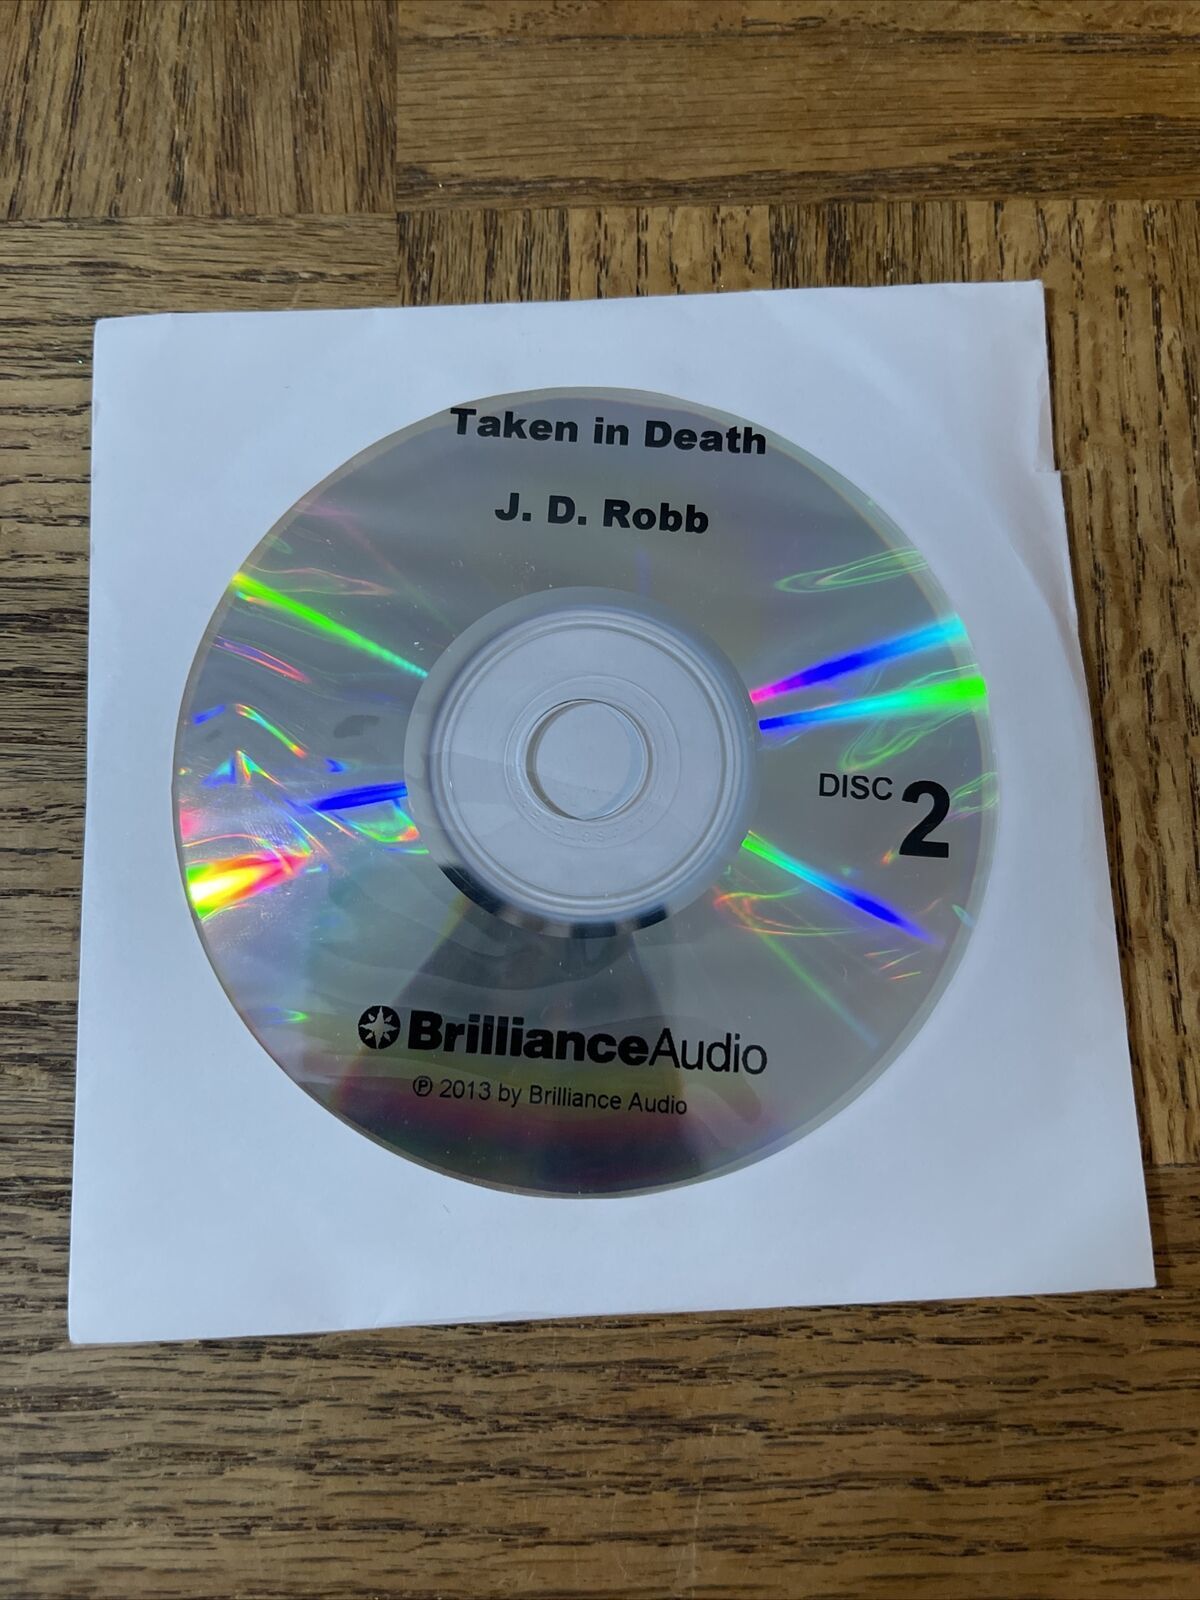 Taken in Death
J. D. Robb
DISC 2
BrillianceAudio
℗ 2013 by Brilliance Audio